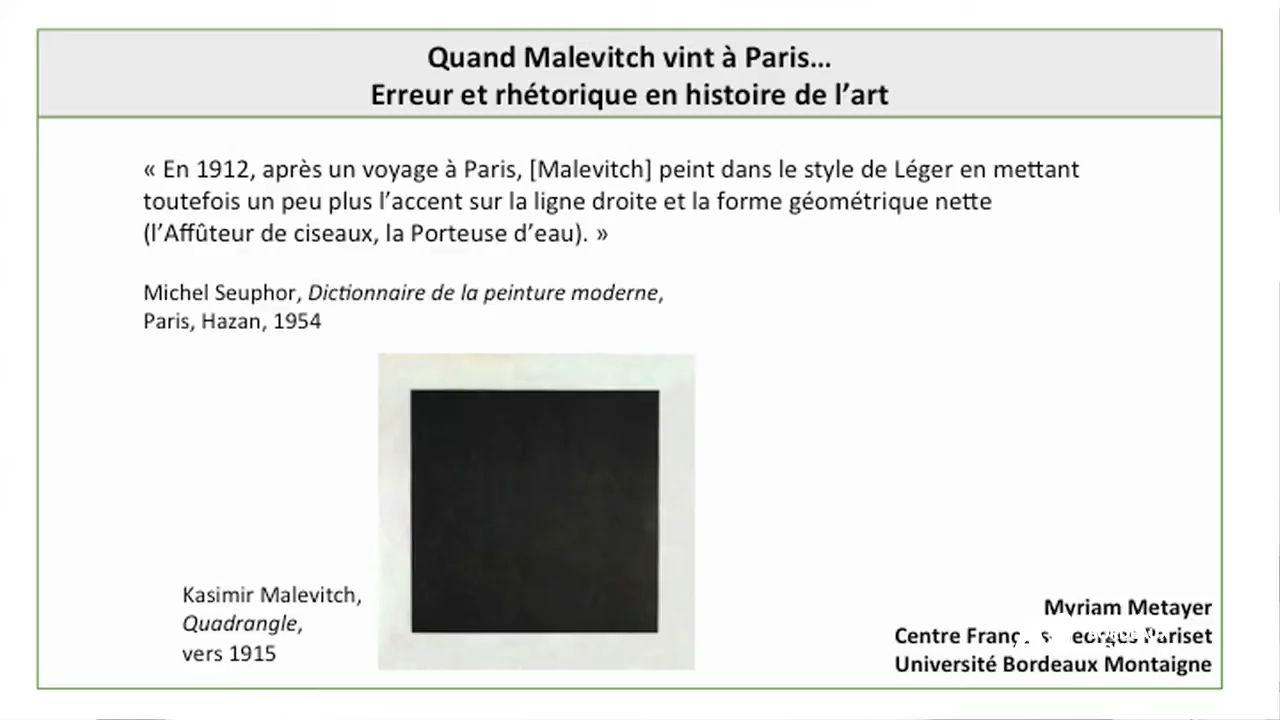 Quand Malevitch vint à Paris...
Erreur et rhétorique en histoire de l'art
« En 1912, après un voyage à Paris, [Malevitch] peint dans le style de Léger en mettant
toutefois un peu plus l'accent sur la ligne droite et la forme géométrique nette
(l'Affûteur de ciseaux, la Porteuse d'eau). »
Michel Seuphor, Dictionnaire de la peinture moderne,
Paris, Hazan, 1954
Kasimir Malevitch,
Quadrangle,
vers 1915
Myriam Metayer
Centre Georges Pariset
Université Bordeaux Montaigne